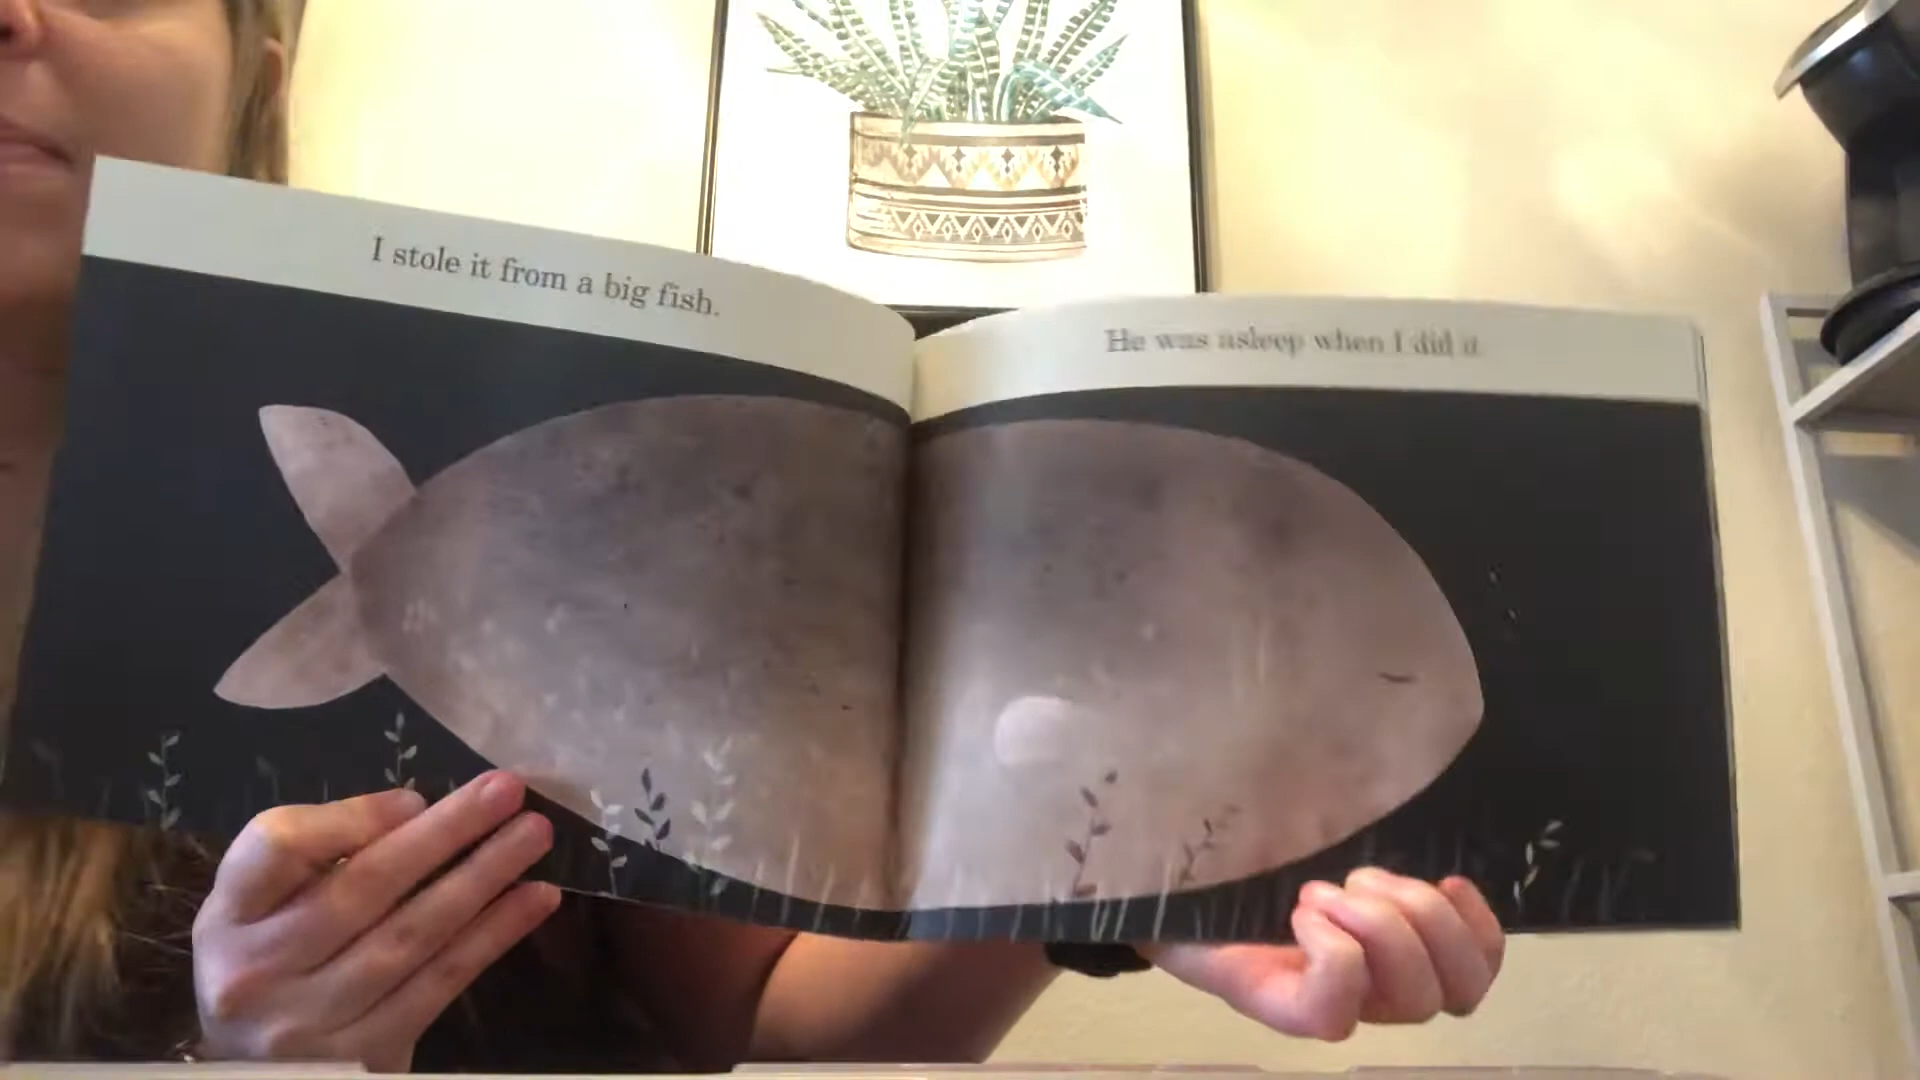 I stole it from a big fish.
He was asleep when I did it